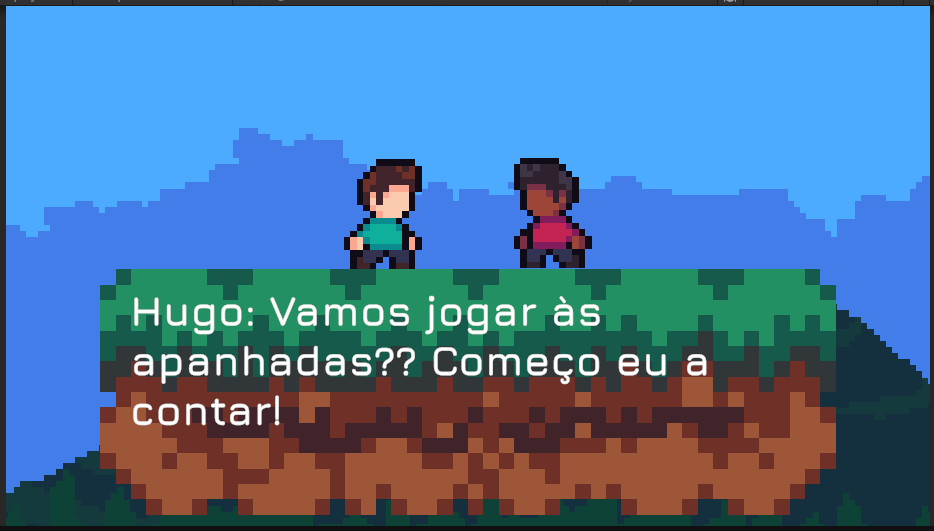 Hugo: Vamos jogar às
apanhadas?? Começo eu a
contar!